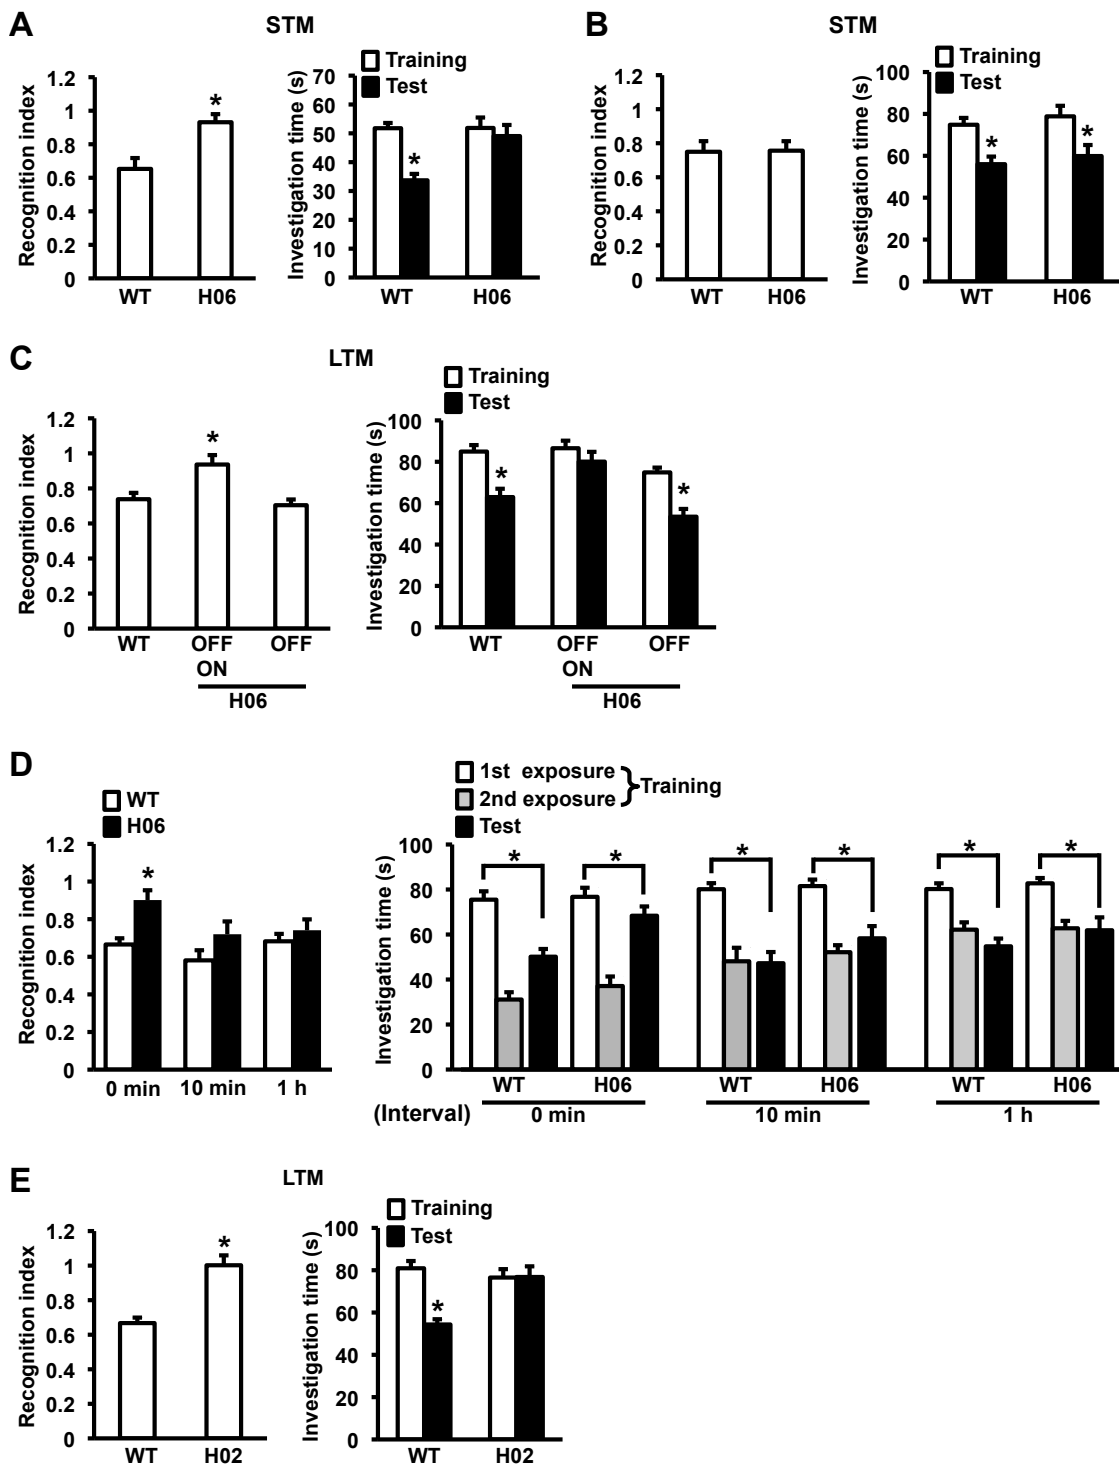 A
STM
Recognition index
1.2
1
0.8
0.6
0.4
0.2
0
*
WT
H06
Training
Test
Investigation time (s)
70
60
50
40
30
20
10
0
*
WT
H06
B
STM
Recognition index
1.2
1
0.8
0.6
0.4
0.2
0
WT
H06
Training
Test
Investigation time (s)
100
80
60
40
20
0
*
*
WT
H06
C
LTM
Recognition index
1.2
1
0.8
0.6
0.4
0.2
0
*
WT
OFF
OFF
ON
H06
Training
Test
Investigation time (s)
100
80
60
40
20
0
*
*
WT
OFF
OFF
ON
H06
D
WT
H06
Recognition index
1.2
1
0.8
0.6
0.4
0.2
0
*
0 min
10 min
1 h
1st exposure
2nd exposure
Training
Test
Investigation time (s)
100
80
60
40
20
0
*
*
*
*
*
*
WT
H06
WT
H06
WT
H06
(Interval)
0 min
10 min
1 h
E
LTM
Recognition index
1.2
1
0.8
0.6
0.4
0.2
0
*
WT
H02
Training
Test
Investigation time (s)
100
80
60
40
20
0
*
WT
H02